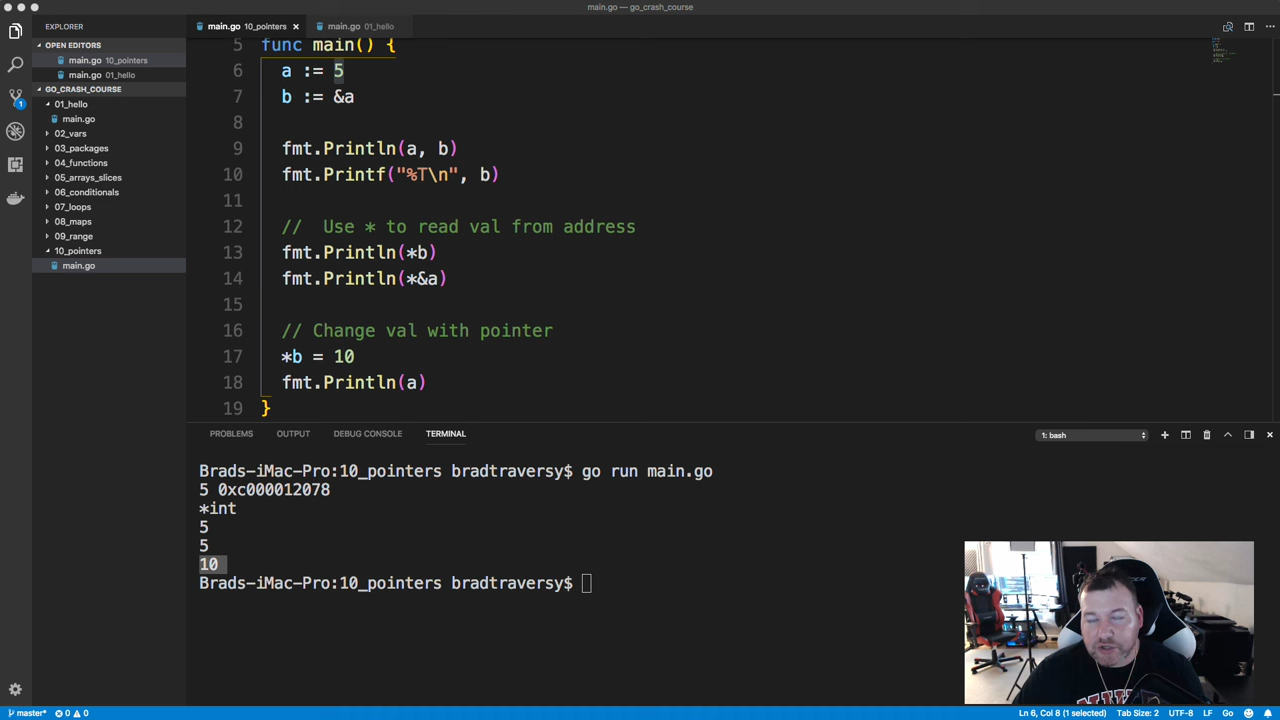 main.go — go_crash_course
EXPLORER
main.go 10_pointers ×
main.go 01_hello
OPEN EDITORS
main.go 10_pointers
main.go 01_hello
GO_CRASH_COURSE
01_hello
main.go
02_vars
03_packages
04_functions
05_arrays_slices
06_conditionals
07_loops
08_maps
09_range
10_pointers
main.go
1
5 func main() {
6 a := 5
7 b := &a
8
9 fmt.Println(a, b)
10 fmt.Printf("%T\n", b)
11
12 //  Use * to read val from address
13 fmt.Println(*b)
14 fmt.Println(*&a)
15
16 // Change val with pointer
17 *b = 10
18 fmt.Println(a)
19 }
PROBLEMS OUTPUT DEBUG CONSOLE TERMINAL 1: bash
Brads-iMac-Pro:10_pointers bradtraversy$ go run main.go
5 0xc000012078
*int
5
5
10
Brads-iMac-Pro:10_pointers bradtraversy$
master* 0 0 Ln 6, Col 8 (1 selected) Tab Size: 2 UTF-8 LF Go